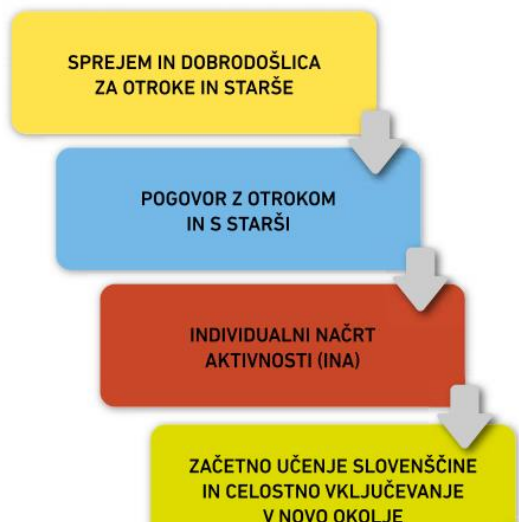 SPREJEM IN DOBRODOŠLICA
ZA OTROKE IN STARŠE
POGOVOR Z OTROKOM
IN S STARŠI
INDIVIDUALNI NAČRT
AKTIVNOSTI (INA)
ZAČETNO UČENJE SLOVENŠČINE
IN CELOSTNO VKLJUČEVANJE
V NOVO OKOLJE